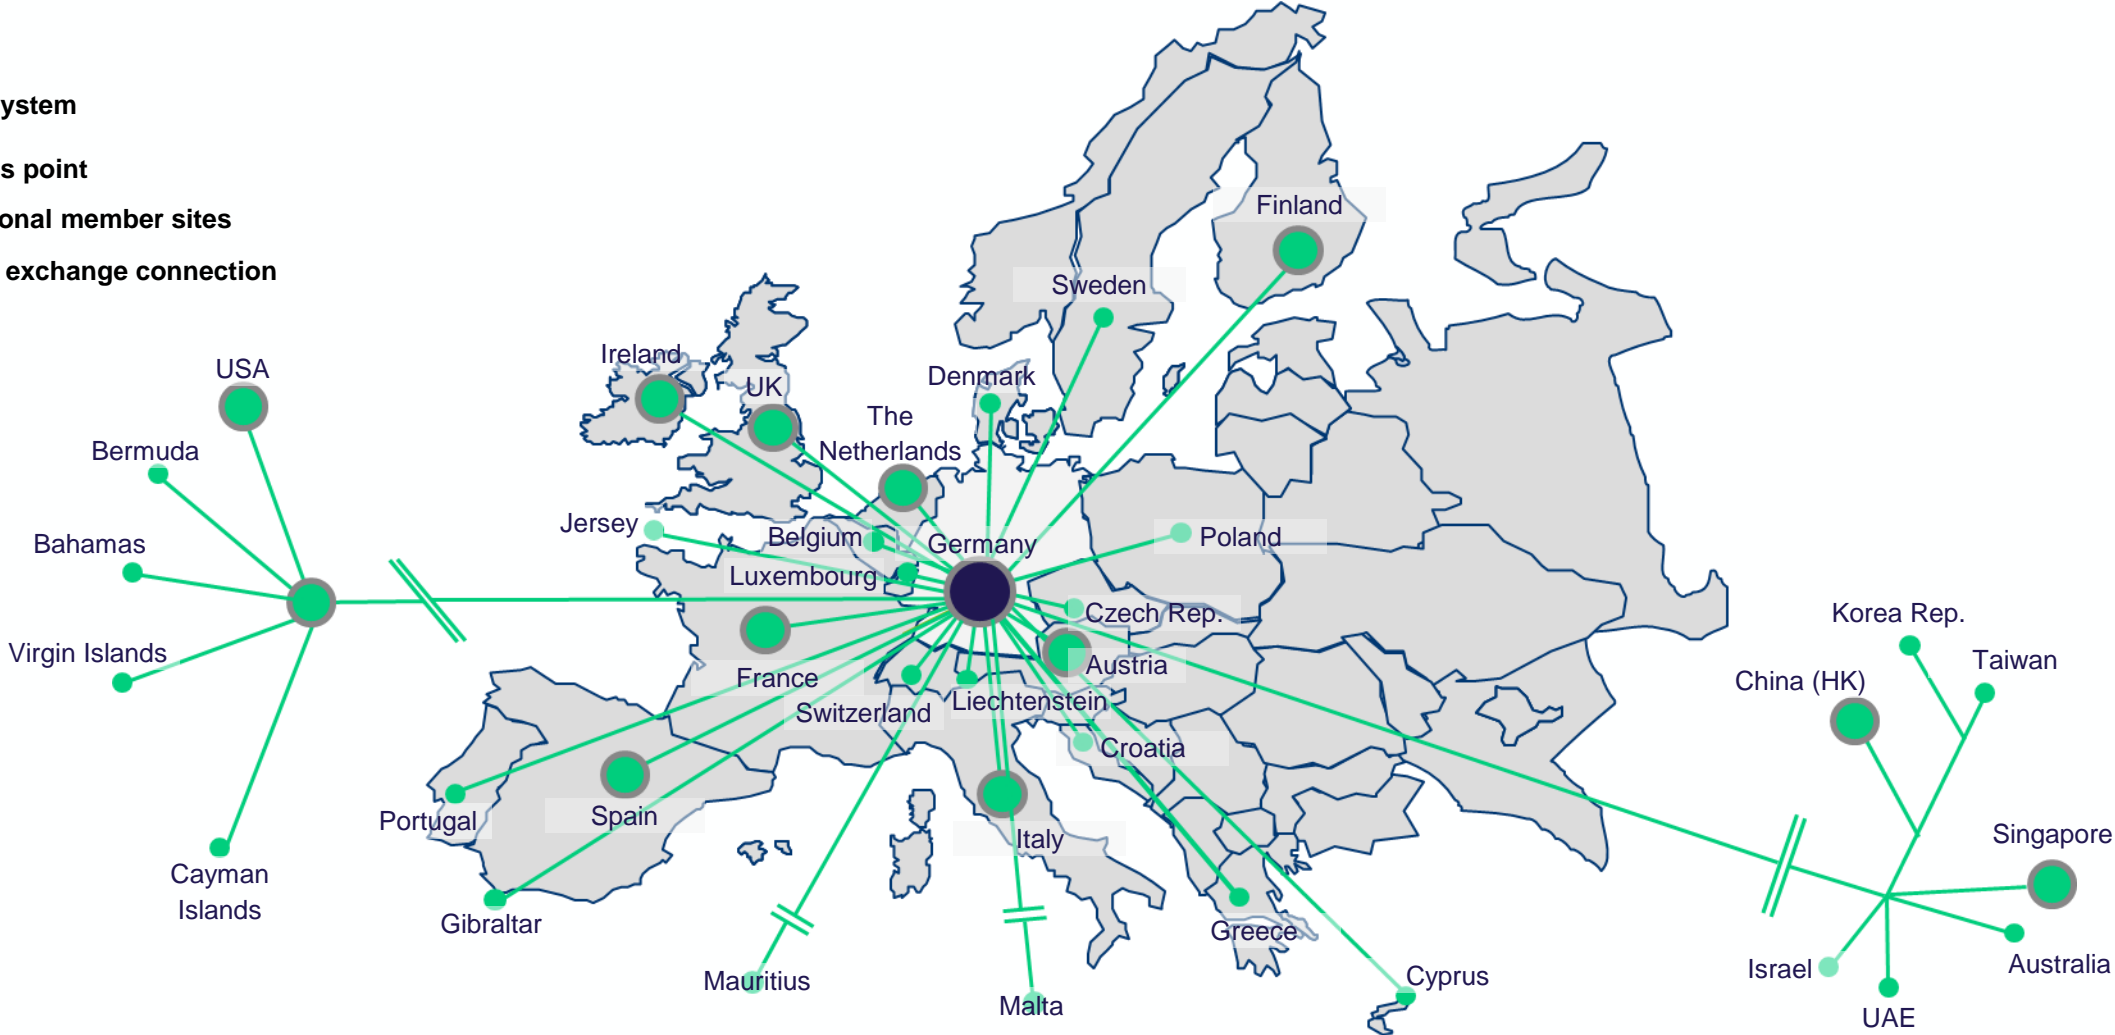 ystem
s point
onal member sites
exchange connection
Finland
Sweden
Ireland
USA
UK
Denmark
The
Netherlands
Bermuda
Jersey
Belgium
Germany
Poland
Bahamas
Luxembourg
Czech Rep.
Korea Rep.
Virgin Islands
France
Austria
Taiwan
China (HK)
Switzerland
Liechtenstein
Croatia
Portugal
Spain
Italy
Singapore
Cayman
Islands
Gibraltar
Greece
Mauritius
Malta
Cyprus
Israel
Australia
UAE